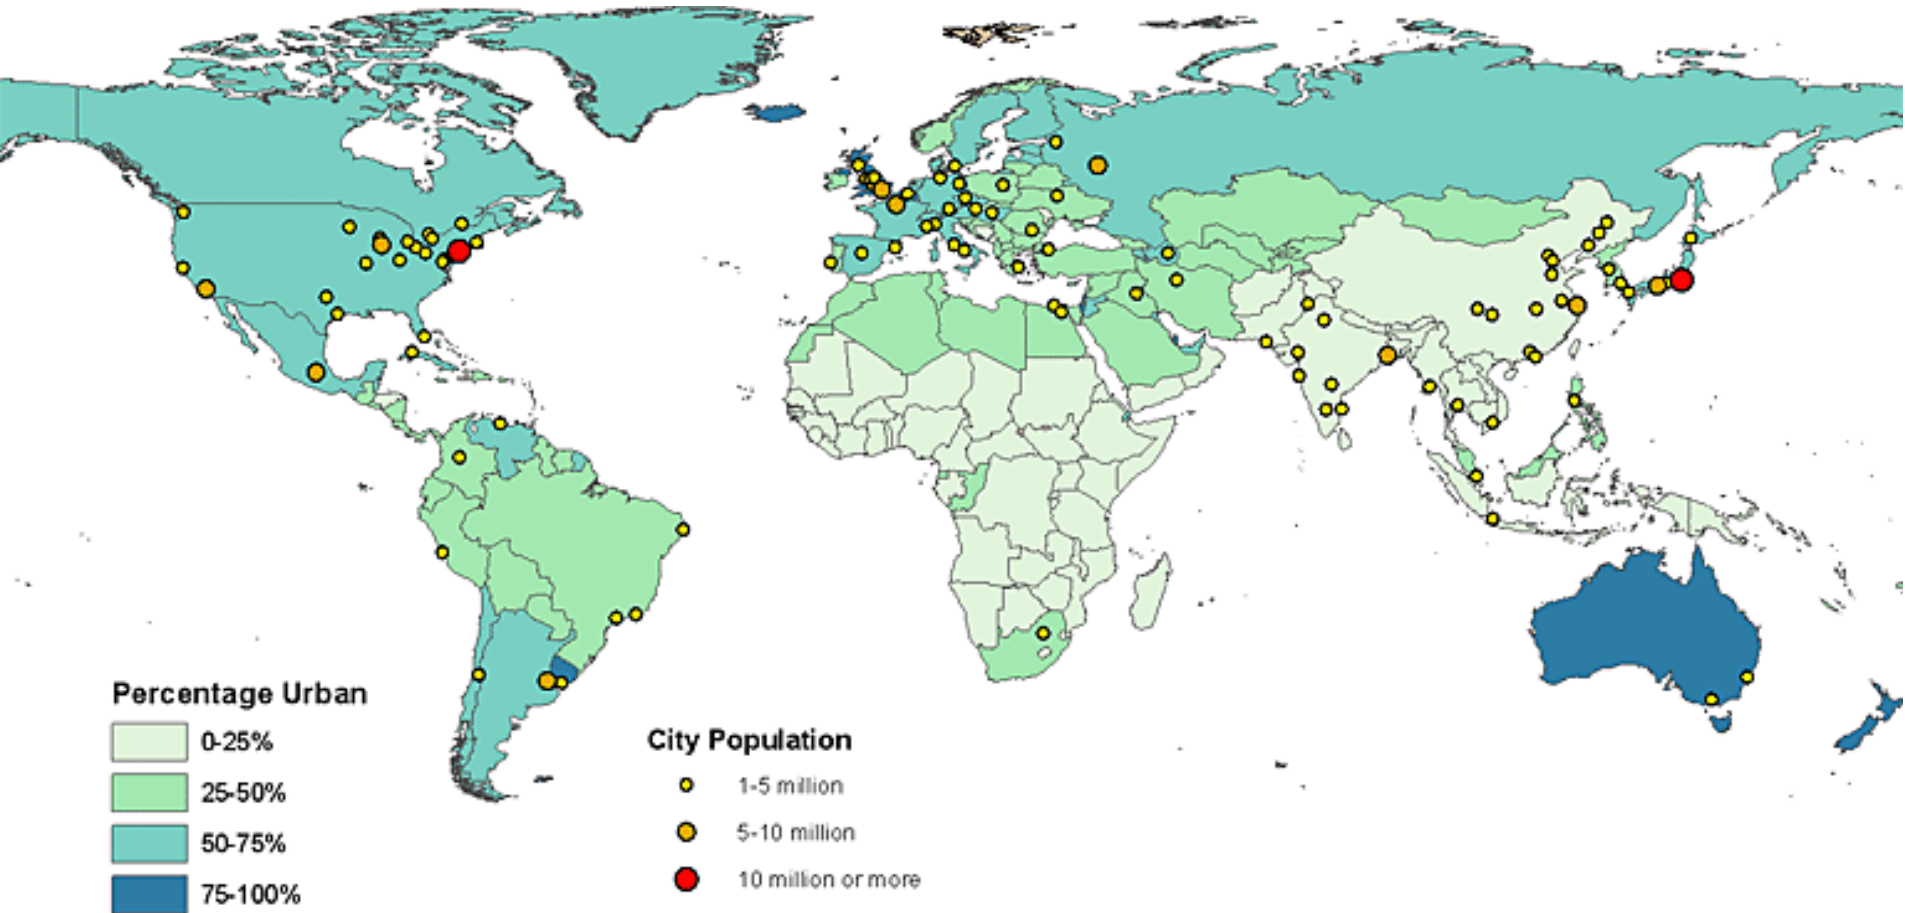 Percentage Urban
0-25%
25-50%
50-75%
75-100%
City Population
1-5 million
5-10 million
10 million or more